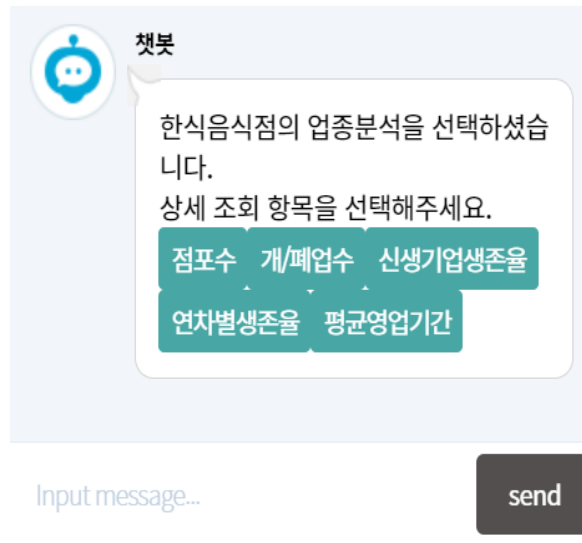 챗봇
한식음식점의 업종분석을 선택하셨습
니다.
상세 조회 항목을 선택해주세요.
점포수 개/폐업수 신생기업생존율
연차별생존율 평균영업기간
Input message...
send